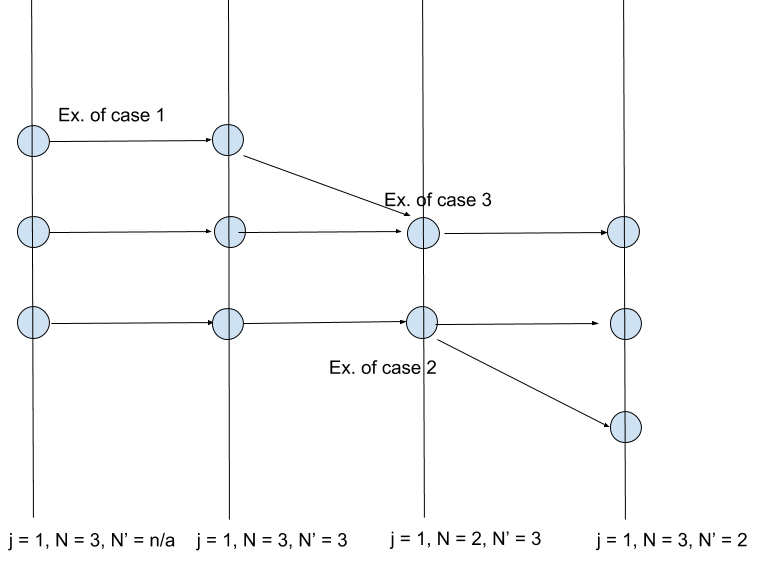 Ex. of case 1
Ex. of case 3
Ex. of case 2
j = 1, N = 3, N’ = n/a
j = 1, N = 3, N’ = 3
j = 1, N = 2, N’ = 3
j = 1, N = 3, N’ = 2